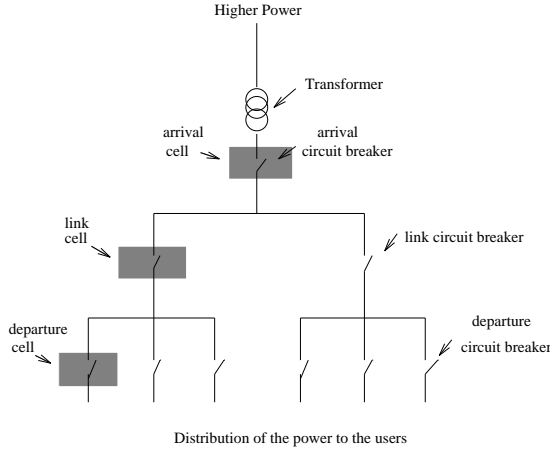 Higher Power
Transformer
arrival
cell
arrival
circuit breaker
link
cell
link circuit breaker
departure
cell
departure
circuit breaker
Distribution of the power to the users